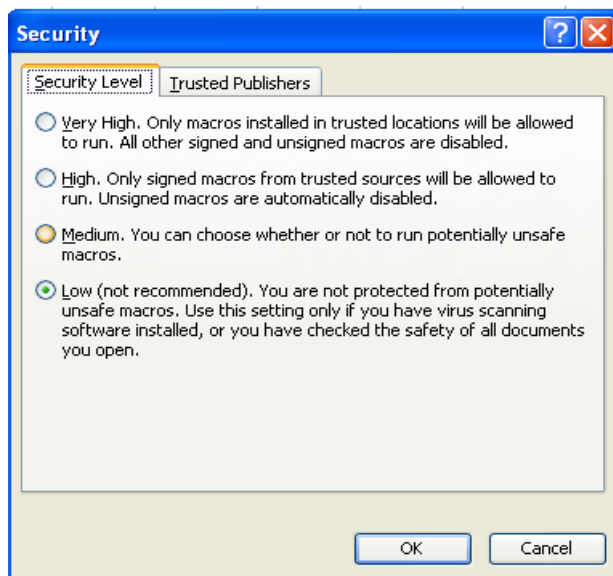 Security
Security Level
Trusted Publishers
Very High. Only macros installed in trusted locations will be allowed
to run. All other signed and unsigned macros are disabled.
High. Only signed macros from trusted sources will be allowed to
run. Unsigned macros are automatically disabled.
Medium. You can choose whether or not to run potentially unsafe
macros.
Low (not recommended). You are not protected from potentially
unsafe macros. Use this setting only if you have virus scanning
software installed, or you have checked the safety of all documents
you open.
OK
Cancel